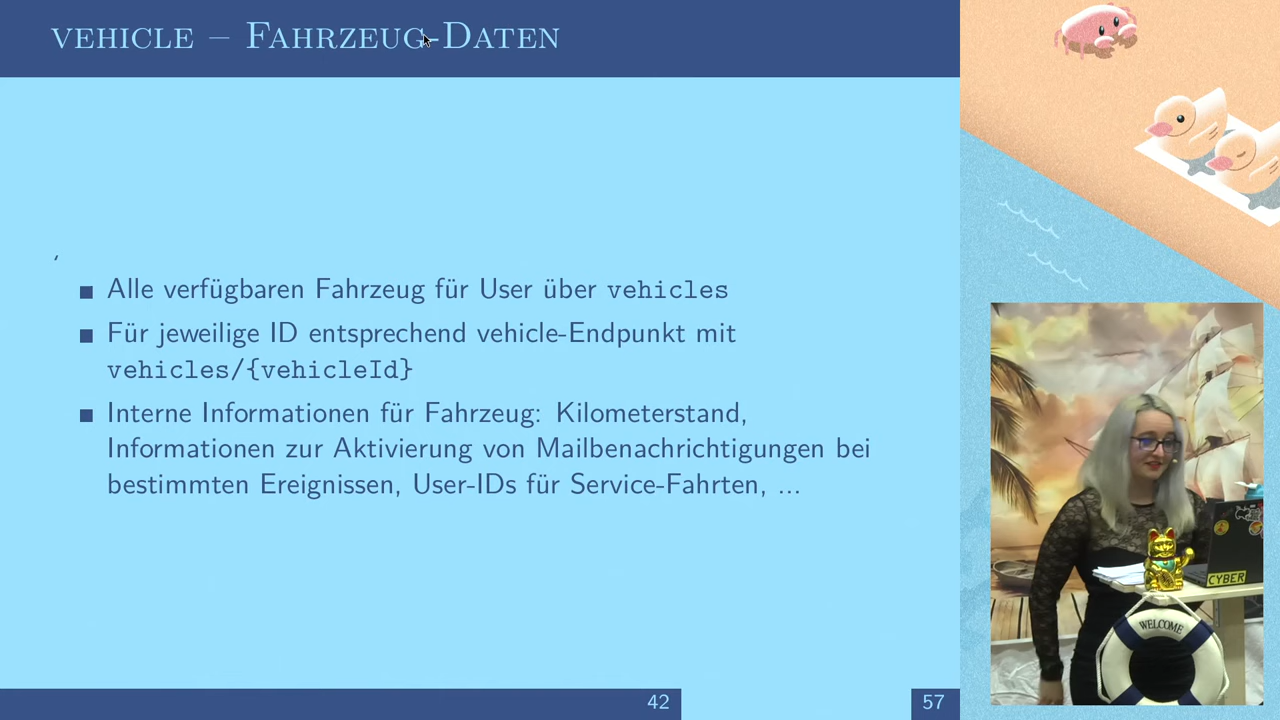 vehicle – Fahrzeug-Daten
,
Alle verfügbaren Fahrzeug für User über vehicles
Für jeweilige ID entsprechend vehicle-Endpunkt mit
vehicles/{vehicleId}
Interne Informationen für Fahrzeug: Kilometerstand,
Informationen zur Aktivierung von Mailbenachrichtigungen bei
bestimmten Ereignissen, User-IDs für Service-Fahrten, ...
42
57
CYBER
WELCOME